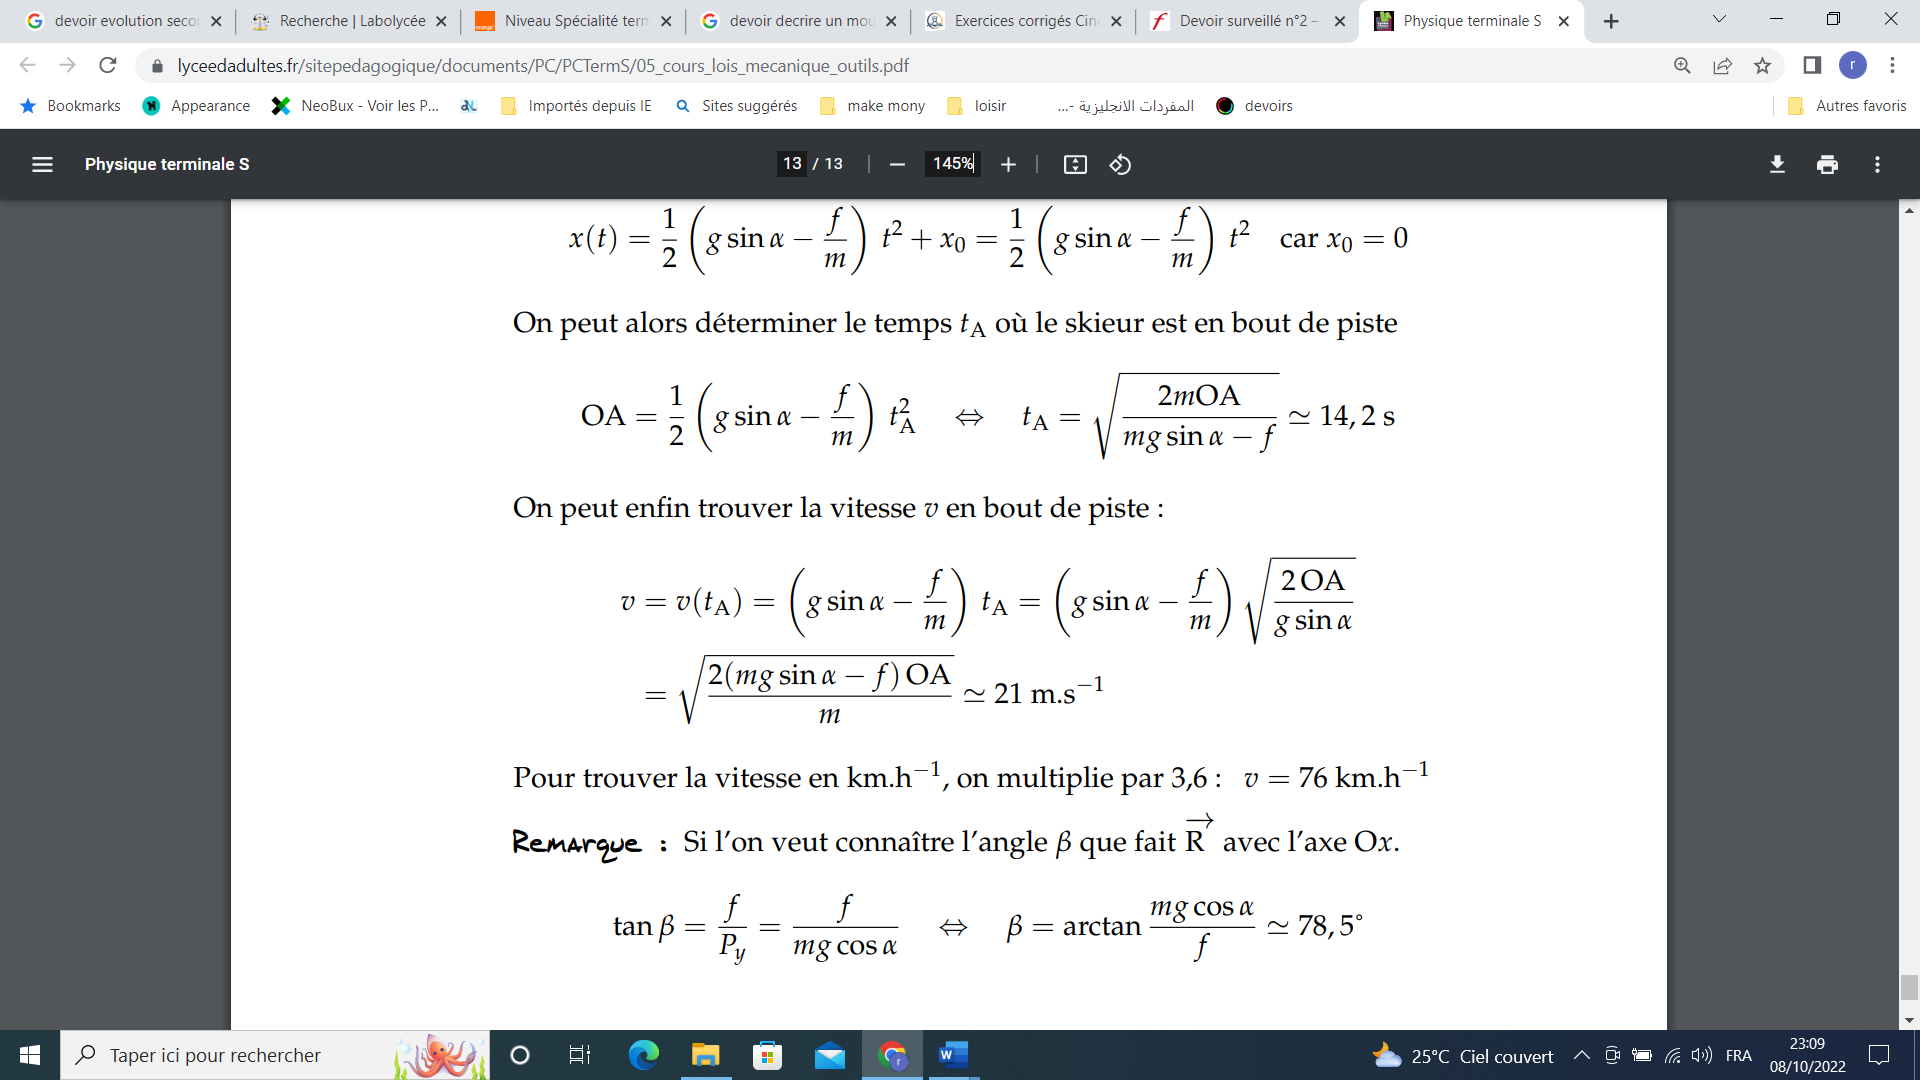 devoir evolution seco
Recherche | Labolycée
Niveau Spécialité term
devoir decrire un mou
Exercices corrigés Ciné
Devoir surveillé n°2 –
Physique terminale S
lyceedadultes.fr/sitepedagogique/documents/PC/PCTermS/05_cours_lois_mecanique_outils.pdf
r
Bookmarks
Appearance
NeoBux - Voir les P...
Importés depuis IE
Sites suggérés
make mony
loisir
المفردات الانجليزية -...
devoirs
Autres favoris
Physique terminale S
13 / 13
145%
x(t) = 1/2 (g sin α − f/m) t² + x₀ = 1/2 (g sin α − f/m) t² car x₀ = 0
On peut alors déterminer le temps t_A où le skieur est en bout de piste
OA = 1/2 (g sin α − f/m) t_A² ⇔ t_A = √(2mOA / (mg sin α − f)) ≃ 14,2 s
On peut enfin trouver la vitesse v en bout de piste :
v = v(t_A) = (g sin α − f/m) t_A = (g sin α − f/m) √(2 OA / (g sin α))
= √(2(mg sin α − f) OA / m) ≃ 21 m.s⁻¹
Pour trouver la vitesse en km.h⁻¹, on multiplie par 3,6 : v = 76 km.h⁻¹
Remarque : Si l'on veut connaître l'angle β que fait R⃗ avec l'axe Ox.
tan β = f/P_y = f/(mg cos α) ⇔ β = arctan (mg cos α)/f ≃ 78,5°
Taper ici pour rechercher
25°C Ciel couvert
FRA
23:09
08/10/2022